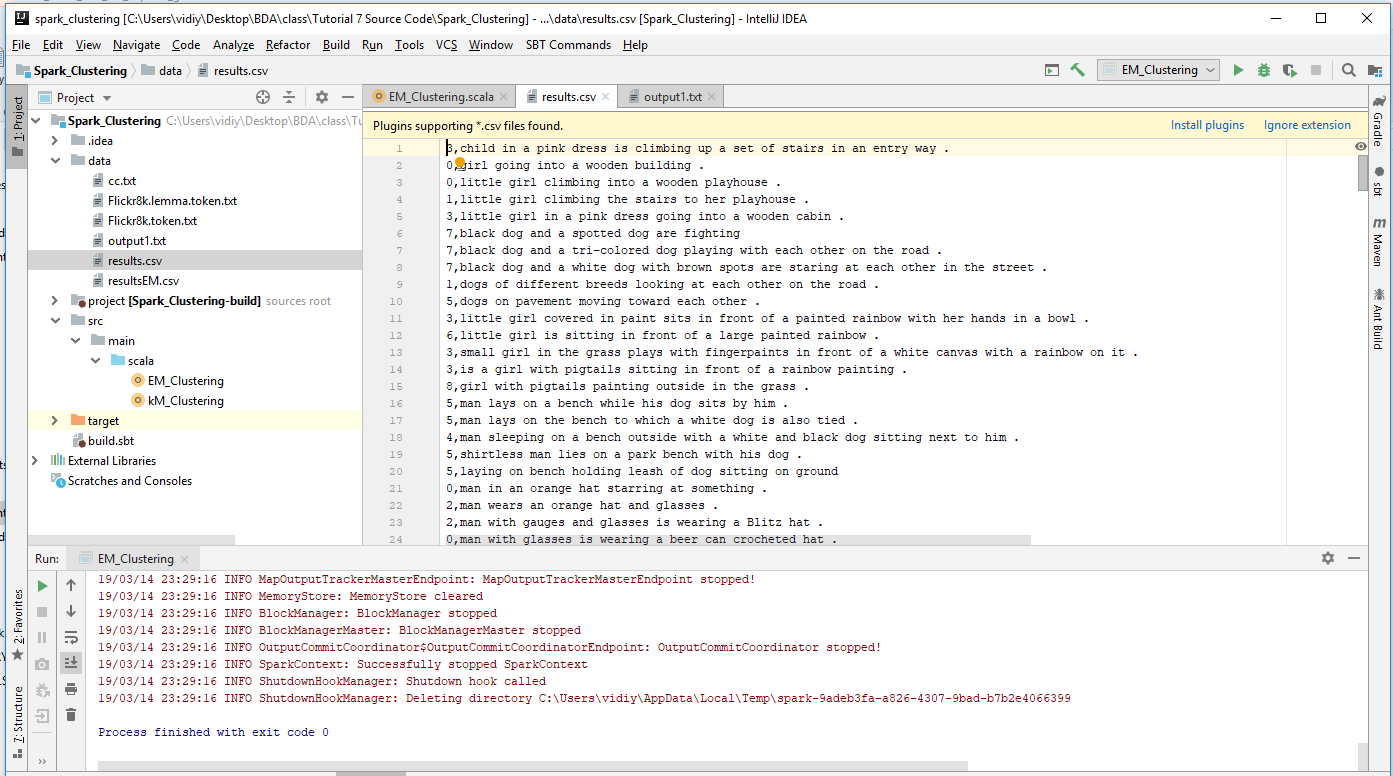 spark_clustering [C:\Users\vidiy\Desktop\BDA\class\Tutorial 7 Source Code\Spark_Clustering] - ...\data\results.csv [Spark_Clustering] - IntelliJ IDEA
File Edit View Navigate Code Analyze Refactor Build Run Tools VCS Window SBT Commands Help
Spark_Clustering data results.csv
EM_Clustering
1: Project
Project
Spark_Clustering C:\Users\vidiy\Desktop\BDA\class\Tu
.idea
data
cc.txt
Flickr8k.lemma.token.txt
Flickr8k.token.txt
output1.txt
results.csv
resultsEM.csv
project [Spark_Clustering-build] sources root
src
main
scala
EM_Clustering
kM_Clustering
target
build.sbt
External Libraries
Scratches and Consoles
EM_Clustering.scala results.csv output1.txt
Plugins supporting *.csv files found. Install plugins Ignore extension
1 3,child in a pink dress is climbing up a set of stairs in an entry way .
2 0,girl going into a wooden building .
3 0,little girl climbing into a wooden playhouse .
4 1,little girl climbing the stairs to her playhouse .
5 3,little girl in a pink dress going into a wooden cabin .
6 7,black dog and a spotted dog are fighting
7 7,black dog and a tri-colored dog playing with each other on the road .
8 7,black dog and a white dog with brown spots are staring at each other in the street .
9 1,dogs of different breeds looking at each other on the road .
10 5,dogs on pavement moving toward each other .
11 3,little girl covered in paint sits in front of a painted rainbow with her hands in a bowl .
12 6,little girl is sitting in front of a large painted rainbow .
13 3,small girl in the grass plays with fingerpaints in front of a white canvas with a rainbow on it .
14 3,is a girl with pigtails sitting in front of a rainbow painting .
15 8,girl with pigtails painting outside in the grass .
16 5,man lays on a bench while his dog sits by him .
17 5,man lays on the bench to which a white dog is also tied .
18 4,man sleeping on a bench outside with a white and black dog sitting next to him .
19 5,shirtless man lies on a park bench with his dog .
20 5,laying on bench holding leash of dog sitting on ground
21 0,man in an orange hat starring at something .
22 2,man wears an orange hat and glasses .
23 2,man with gauges and glasses is wearing a Blitz hat .
24 0,man with glasses is wearing a beer can crocheted hat .
Gradle
sbt
m Maven
Ant Build
Run: EM_Clustering
19/03/14 23:29:16 INFO MapOutputTrackerMasterEndpoint: MapOutputTrackerMasterEndpoint stopped!
19/03/14 23:29:16 INFO MemoryStore: MemoryStore cleared
19/03/14 23:29:16 INFO BlockManager: BlockManager stopped
19/03/14 23:29:16 INFO BlockManagerMaster: BlockManagerMaster stopped
19/03/14 23:29:16 INFO OutputCommitCoordinator$OutputCommitCoordinatorEndpoint: OutputCommitCoordinator stopped!
19/03/14 23:29:16 INFO SparkContext: Successfully stopped SparkContext
19/03/14 23:29:16 INFO ShutdownHookManager: Shutdown hook called
19/03/14 23:29:16 INFO ShutdownHookManager: Deleting directory C:\Users\vidiy\AppData\Local\Temp\spark-9adeb3fa-a826-4307-9bad-b7b2e4066399
Process finished with exit code 0
2: Favorites
7: Structure